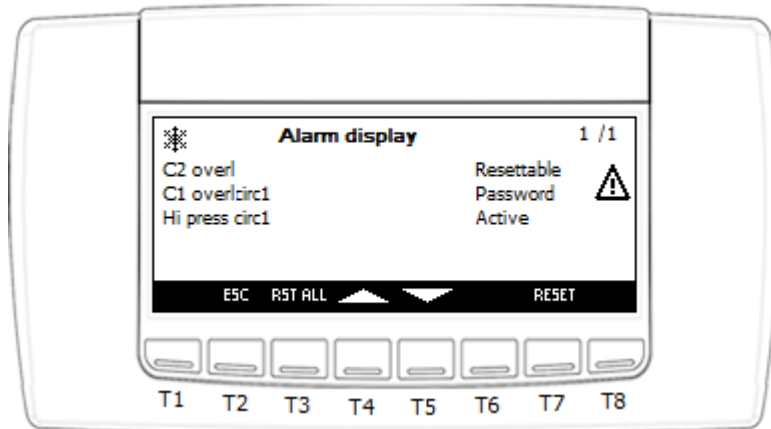 Alarm display 1 /1
C2 overl Resettable
C1 overlcirc1 Password
Hi press circ1 Active
ESC RST ALL RESET
T1 T2 T3 T4 T5 T6 T7 T8